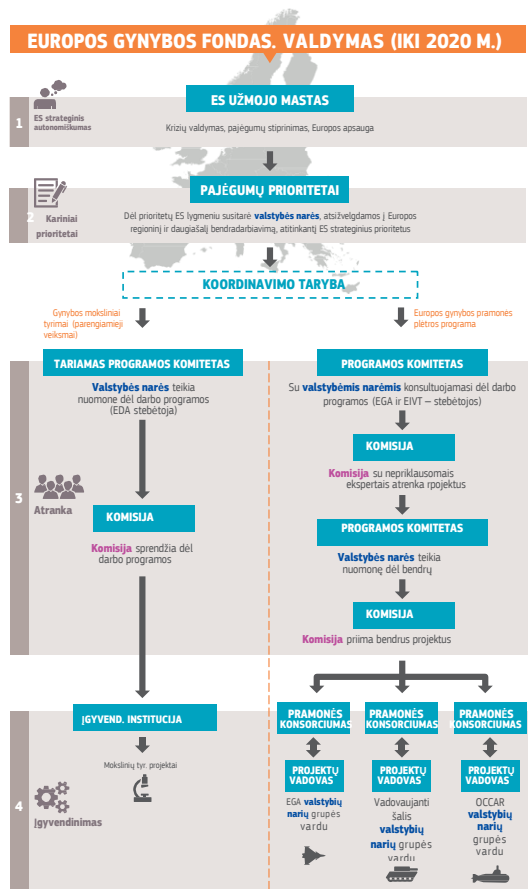 EUROPOS GYNYBOS FONDAS. VALDYMAS (IKI 2020 M.)
1
ES strateginis
autonomiškumas
ES UŽMOJO MASTAS
Krizių valdymas, pajėgumų stiprinimas, Europos apsauga
2
Kariniai
prioritetai
PAJĖGUMŲ PRIORITETAI
Dėl prioritetų ES lygmeniu susitarė valstybės narės, atsižvelgdamos į Europos
regioninį ir daugiašalį bendradarbiavimą, atitinkantį ES strateginius prioritetus
KOORDINAVIMO TARYBA
Gynybos moksliniai
tyrimai (parengiamieji
veiksmai)
Europos gynybos pramonės
plėtros programa
3
Atranka
TARIAMAS PROGRAMOS KOMITETAS
Valstybės narės teikia
nuomone dėl darbo programos
(EDA stebėtoja)
KOMISIJA
Komisija sprendžia dėl
darbo programos
PROGRAMOS KOMITETAS
Su valstybėmis narėmis konsultuojamasi dėl darbo
programos (EGA ir EIVT – stebėtojos)
KOMISIJA
Komisija su nepriklausomais
ekspertais atrenka rpojektus
PROGRAMOS KOMITETAS
Valstybės narės teikia
nuomonę dėl bendrų
KOMISIJA
Komisija priima bendrus projektus
4
Įgyvendinimas
ĮGYVEND. INSTITUCIJA
Mokslinių tyr. projektai
PRAMONĖS
KONSORCIUMAS
PROJEKTŲ
VADOVAS
EGA valstybių
narių grupės
vardu
PRAMONĖS
KONSORCIUMAS
PROJEKTŲ
VADOVAS
Vadovaujanti
šalis
valstybių
narių grupės
vardu
PRAMONĖS
KONSORCIUMAS
PROJEKTŲ
VADOVAS
OCCAR
valstybių
narių
grupės
vardu